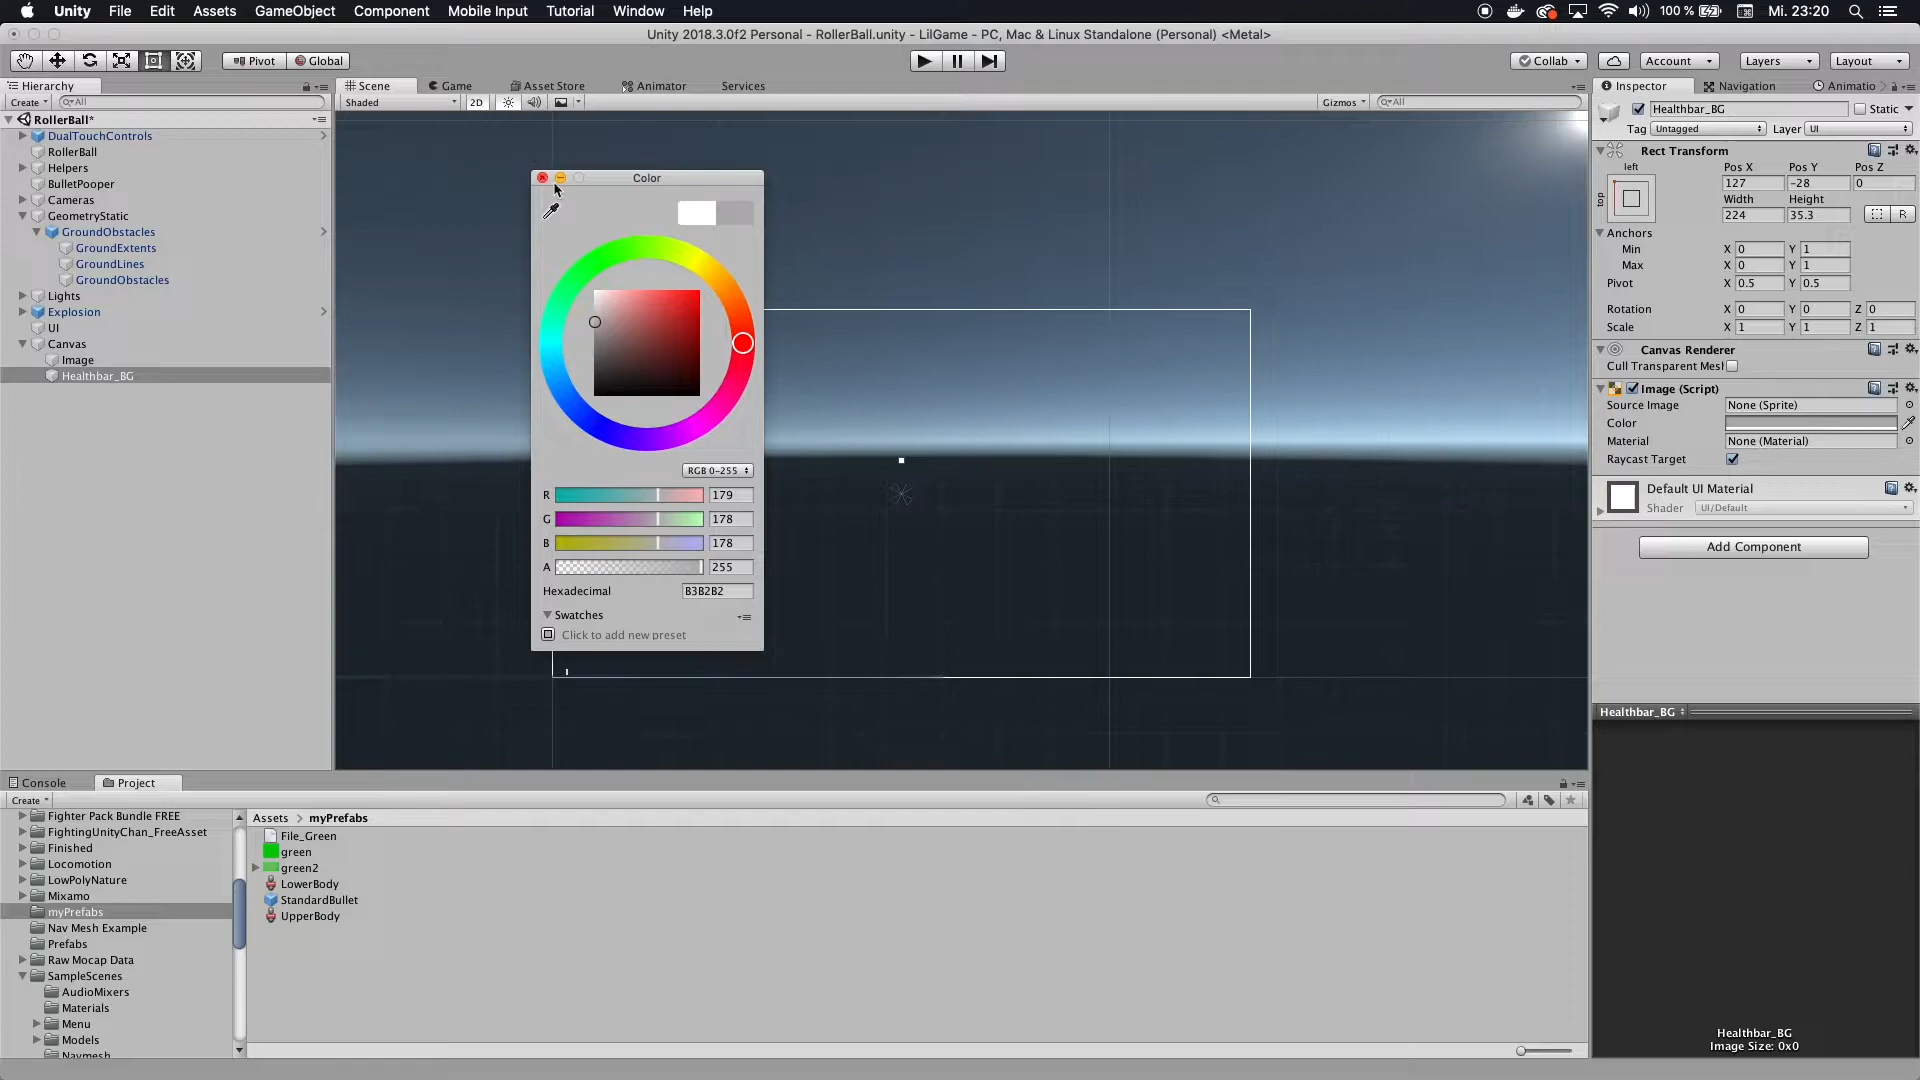 Unity File Edit Assets GameObject Component Mobile Input Tutorial Window Help 100 % Mi. 23:20
Unity 2018.3.0f2 Personal - RollerBall.unity - LilGame - PC, Mac & Linux Standalone (Personal) <Metal>
Pivot Global Collab Account Layers Layout
Hierarchy Scene Game Asset Store Animator Services Inspector Navigation Animatio
Create All Shaded 2D Gizmos All Healthbar_BG Static
RollerBall*
DualTouchControls
RollerBall
Helpers
BulletPooper
Cameras
GeometryStatic
GroundObstacles
GroundExtents
GroundLines
GroundObstacles
Lights
Explosion
UI
Canvas
Image
Healthbar_BG
Color
RGB 0-255
R 179
G 178
B 178
A 255
Hexadecimal B3B2B2
Swatches
Click to add new preset
Tag Untagged Layer UI
Rect Transform
left Pos X Pos Y Pos Z
top 127 -28 0
Width Height
224 35.3 R
Anchors
Min X 0 Y 1
Max X 0 Y 1
Pivot X 0.5 Y 0.5
Rotation X 0 Y 0 Z 0
Scale X 1 Y 1 Z 1
Canvas Renderer
Cull Transparent Mesl
Image (Script)
Source Image None (Sprite)
Color
Material None (Material)
Raycast Target
Default UI Material
Shader UI/Default
Add Component
Healthbar_BG
Console Project
Create
Fighter Pack Bundle FREE
FightingUnityChan_FreeAsset
Finished
Locomotion
LowPolyNature
Mixamo
myPrefabs
Nav Mesh Example
Prefabs
Raw Mocap Data
SampleScenes
AudioMixers
Materials
Menu
Models
Navmesh
Assets > myPrefabs
File_Green
green
green2
LowerBody
StandardBullet
UpperBody
Healthbar_BG
Image Size: 0x0